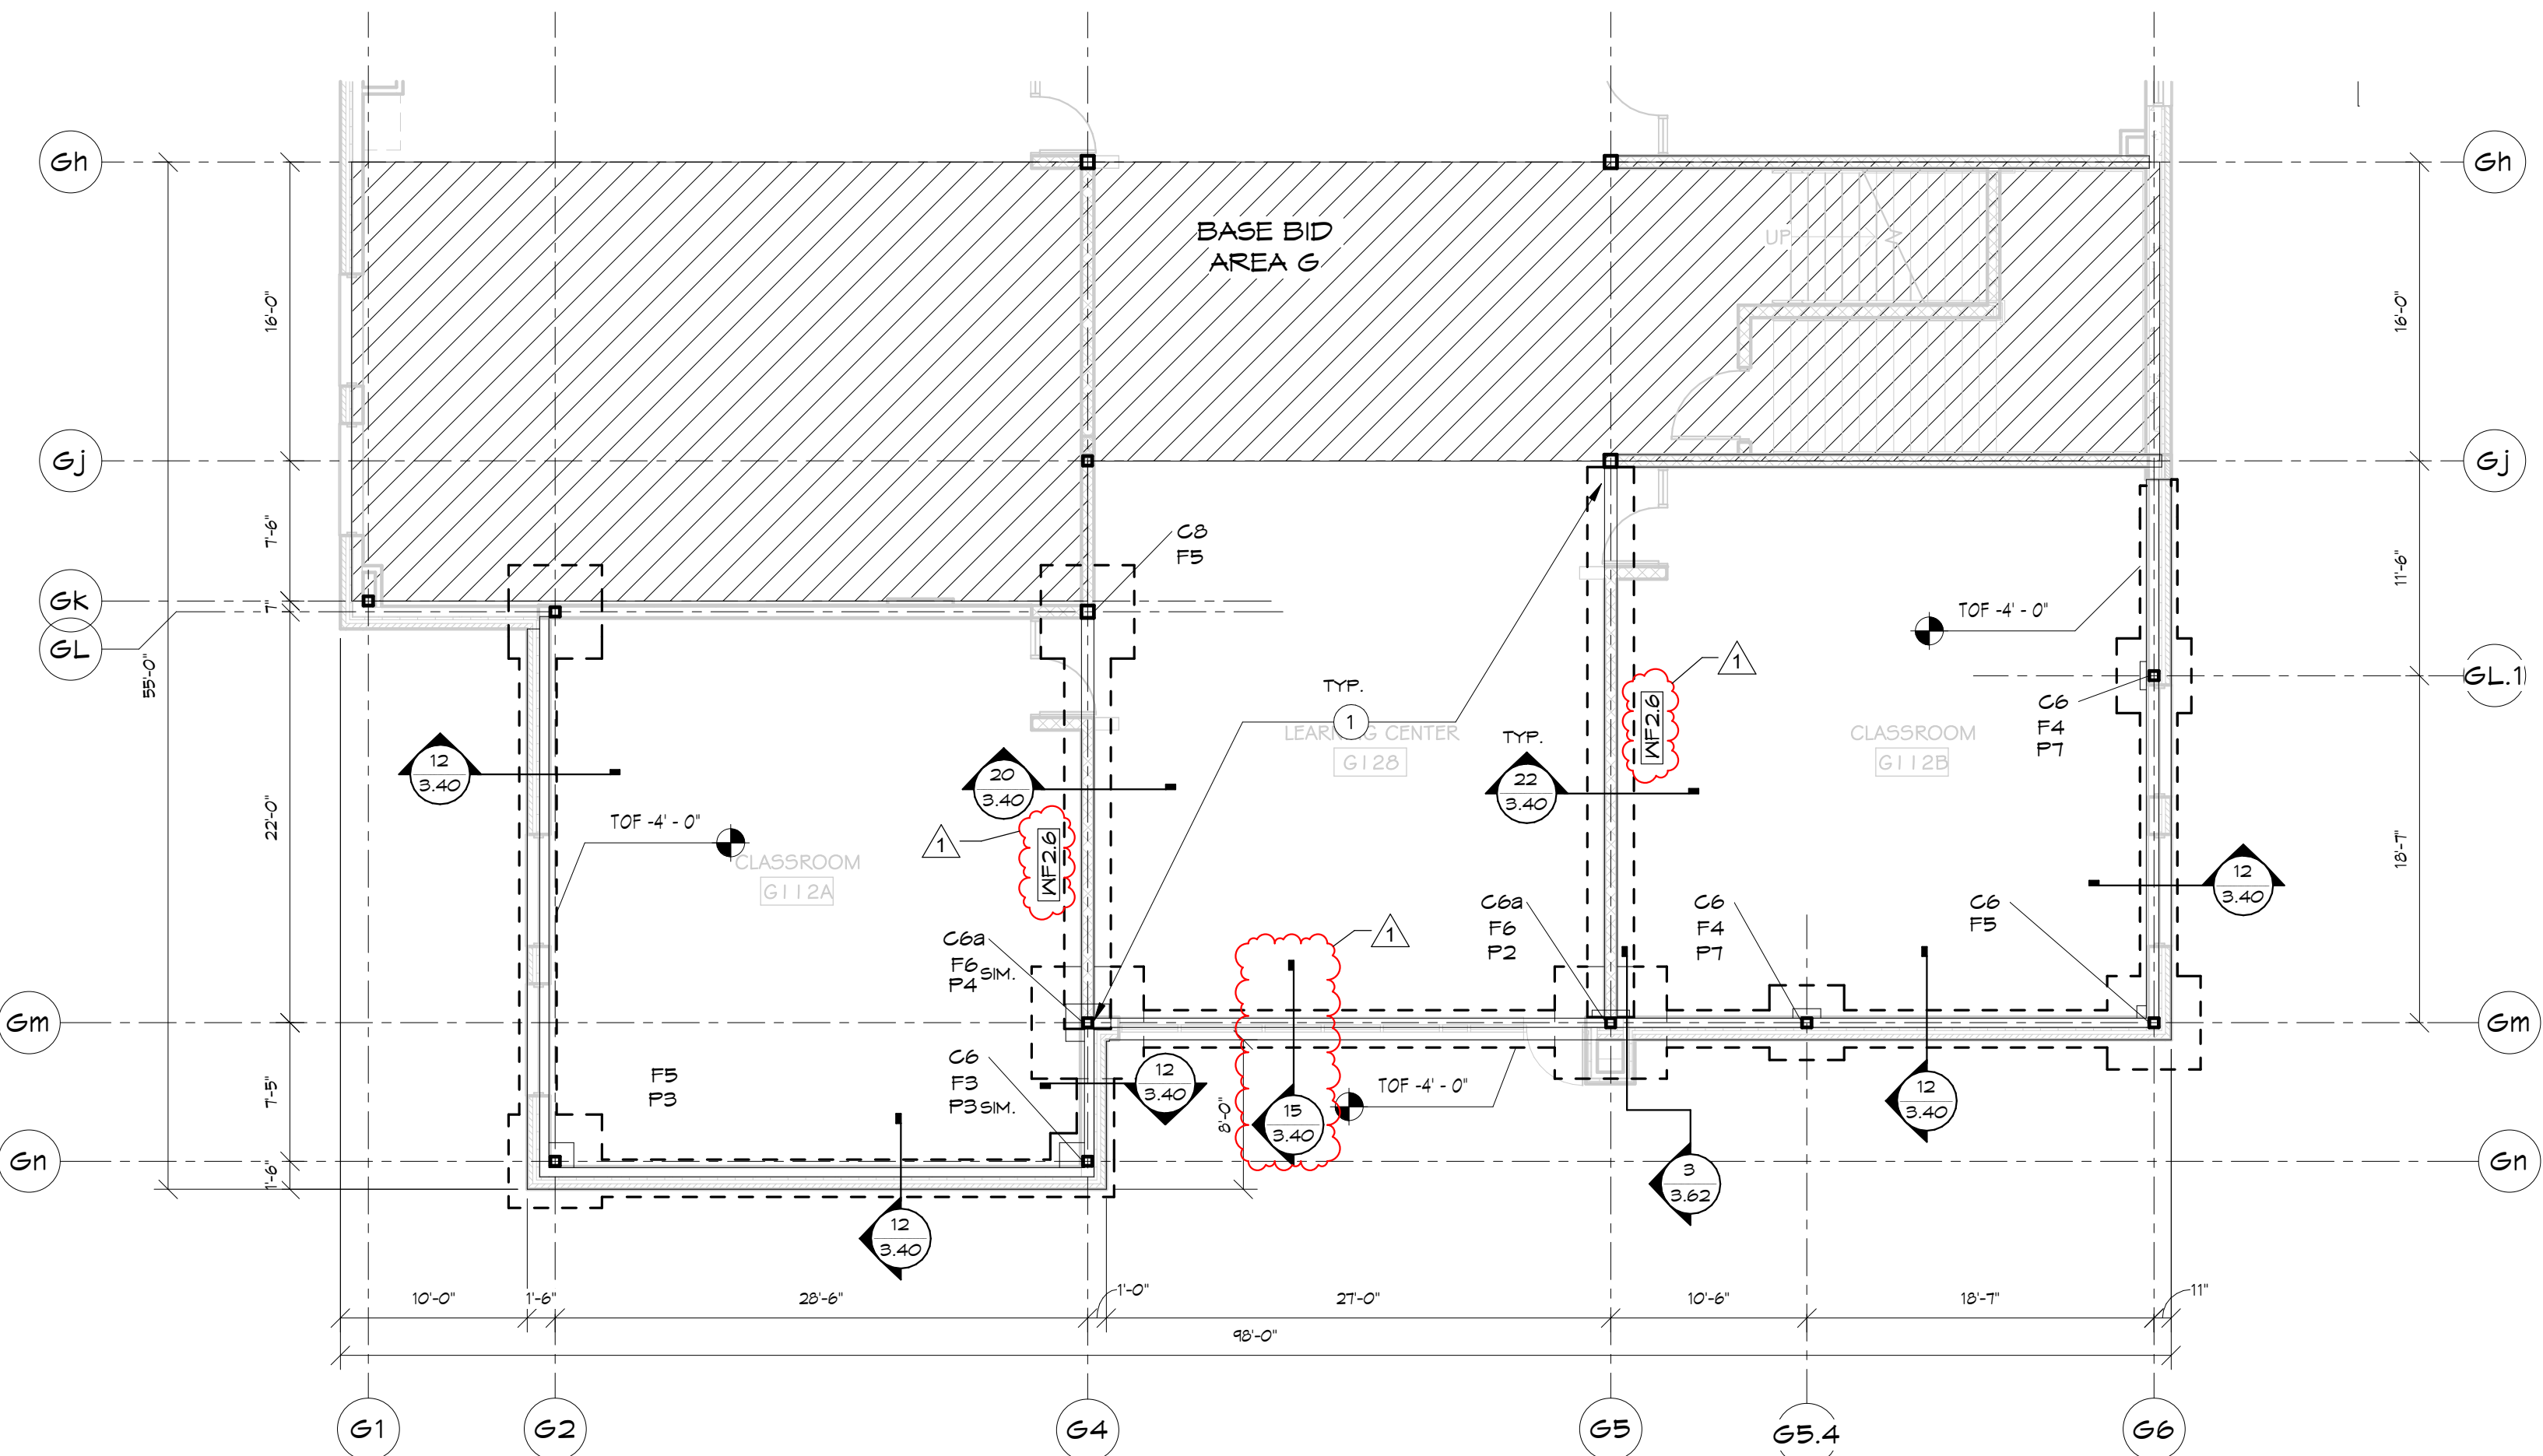 Gh
Gh
UP
BASE BID
AREA G
16'-0"
16'-0"
Gj
Gj
C8
F5
7'-6"
11'-6"
Gk
7"
TOF -4' - 0"
GL
55'-0"
1
GL.1
TYP.
C6
F4
P7
1
LEARNING CENTER
G128
TYP.
WF2.6
CLASSROOM
G112B
12
3.40
20
3.40
22
3.40
22'-0"
TOF -4' - 0"
1
WF2.6
CLASSROOM
G112A
18'-7"
12
3.40
C6a
F6
P4 SIM.
1
C6a
F6
P2
C6
F4
P7
C6
F5
Gm
Gm
C6
F3
P3 SIM.
F5
P3
7'-5"
12
3.40
8'-0"
15
3.40
TOF -4' - 0"
12
3.40
Gn
Gn
1'-6"
3
3.62
12
3.40
10'-0"
1'-6"
28'-6"
1'-0"
27'-0"
10'-6"
18'-7"
11"
98'-0"
G1
G2
G4
G5
G5.4
G6